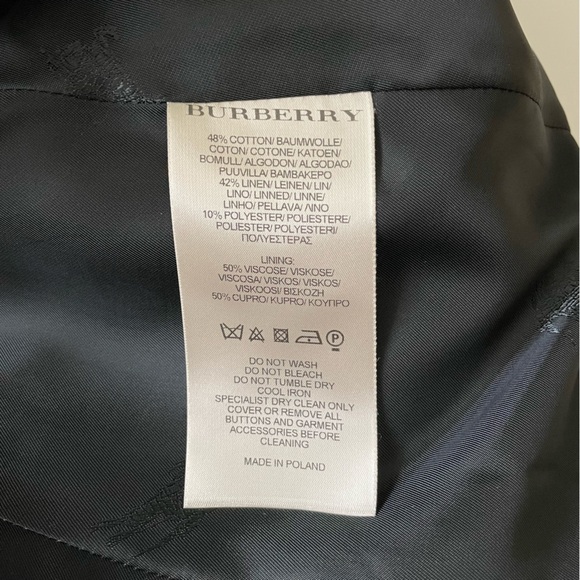 BURBERRY
48% COTTON/ BAUMWOLLE/
COTON/ COTONE/ KATOEN/
BOMULL/ ALGODON/ ALGODAO/
PUUVILLA/ ΒΑΜΒΑΚΕΡΟ
42% LINEN/ LEINEN/ LIN/
LINO/ LINNED/ LINNE/
LINHO/ PELLAVA/ ΛΙΝΟ
10% POLYESTER/ POLIESTERE/
POLIESTER/ POLYESTERI/
ΠΟΛΥΕΣΤΕΡΑΣ
LINING:
50% VISCOSE/ VISKOSE/
VISCOSA/ VISKOS/ VISKOS/
VISKOOSI/ ΒΙΣΚΟΖΗ
50% CUPRO/ KUPRO/ ΚΟΥΠΡΟ
P
DO NOT WASH
DO NOT BLEACH
DO NOT TUMBLE DRY
COOL IRON
SPECIALIST DRY CLEAN ONLY
COVER OR REMOVE ALL
BUTTONS AND GARMENT
ACCESSORIES BEFORE
CLEANING
MADE IN POLAND